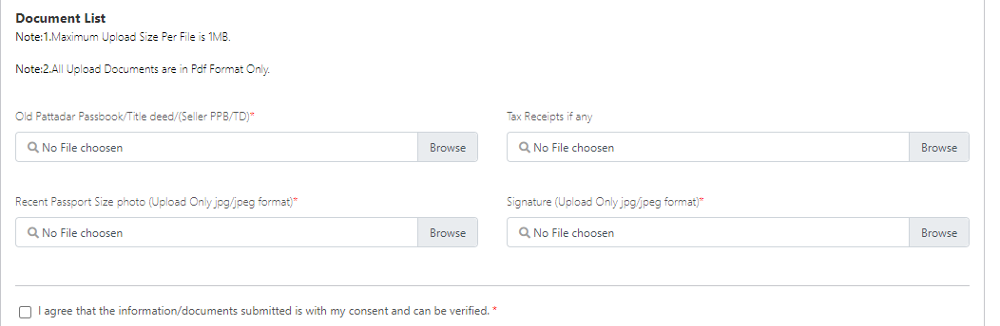 Document List
Note:1.Maximum Upload Size Per File is 1MB.
Note:2.All Upload Documents are in Pdf Format Only.
Old Pattadar Passbook/Title deed/(Seller PPB/TD)*
Tax Receipts if any
No File choosen
Browse
No File choosen
Browse
Recent Passport Size photo (Upload Only jpg/jpeg format)*
Signature (Upload Only jpg/jpeg format)*
No File choosen
Browse
No File choosen
Browse
I agree that the information/documents submitted is with my consent and can be verified. *